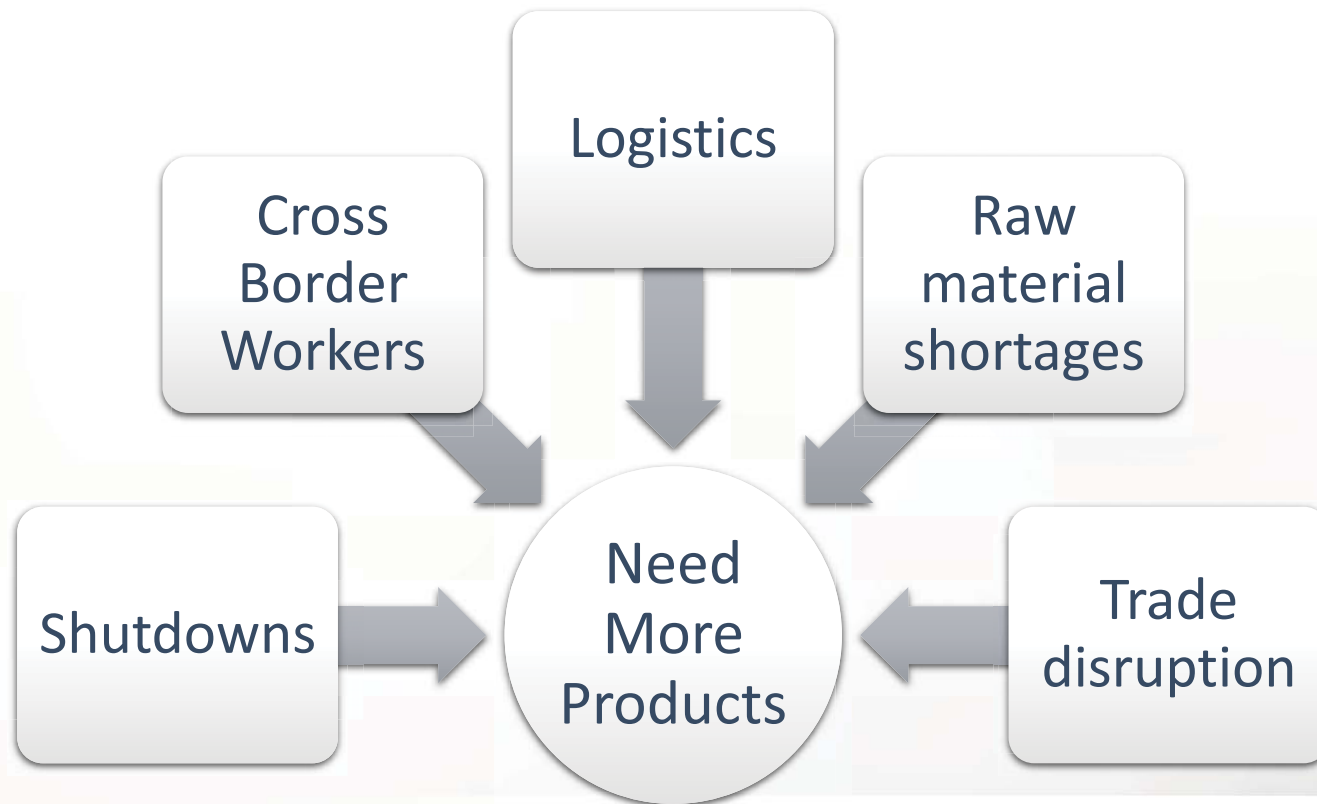 Logistics
Cross
Border
Workers
Raw
material
shortages
Shutdowns
Need
More
Products
Trade
disruption